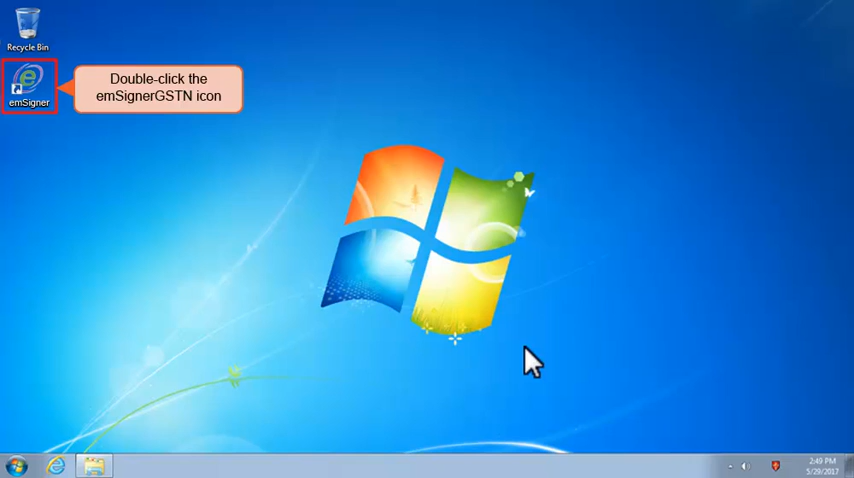 Recycle Bin
emSigner
Double-click the
emSignerGSTN icon
2:49 PM
5/29/2017